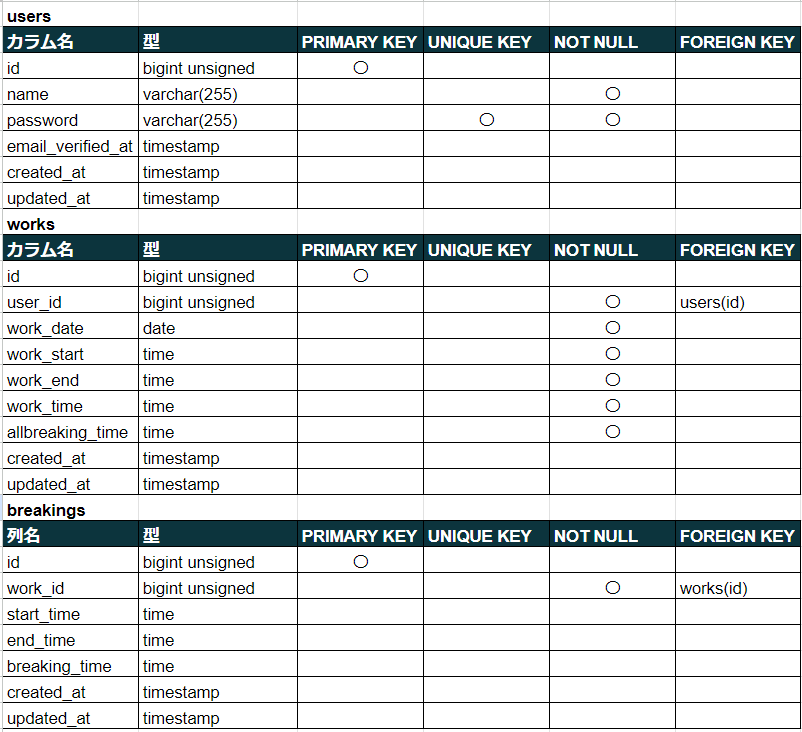 users
カラム名 型 PRIMARY KEY UNIQUE KEY NOT NULL FOREIGN KEY
id bigint unsigned ○
name varchar(255) ○
password varchar(255) ○ ○
email_verified_at timestamp
created_at timestamp
updated_at timestamp
works
カラム名 型 PRIMARY KEY UNIQUE KEY NOT NULL FOREIGN KEY
id bigint unsigned ○
user_id bigint unsigned ○ users(id)
work_date date ○
work_start time ○
work_end time ○
work_time time ○
allbreaking_time time ○
created_at timestamp
updated_at timestamp
breakings
列名 型 PRIMARY KEY UNIQUE KEY NOT NULL FOREIGN KEY
id bigint unsigned ○
work_id bigint unsigned ○ works(id)
start_time time
end_time time
breaking_time time
created_at timestamp
updated_at timestamp